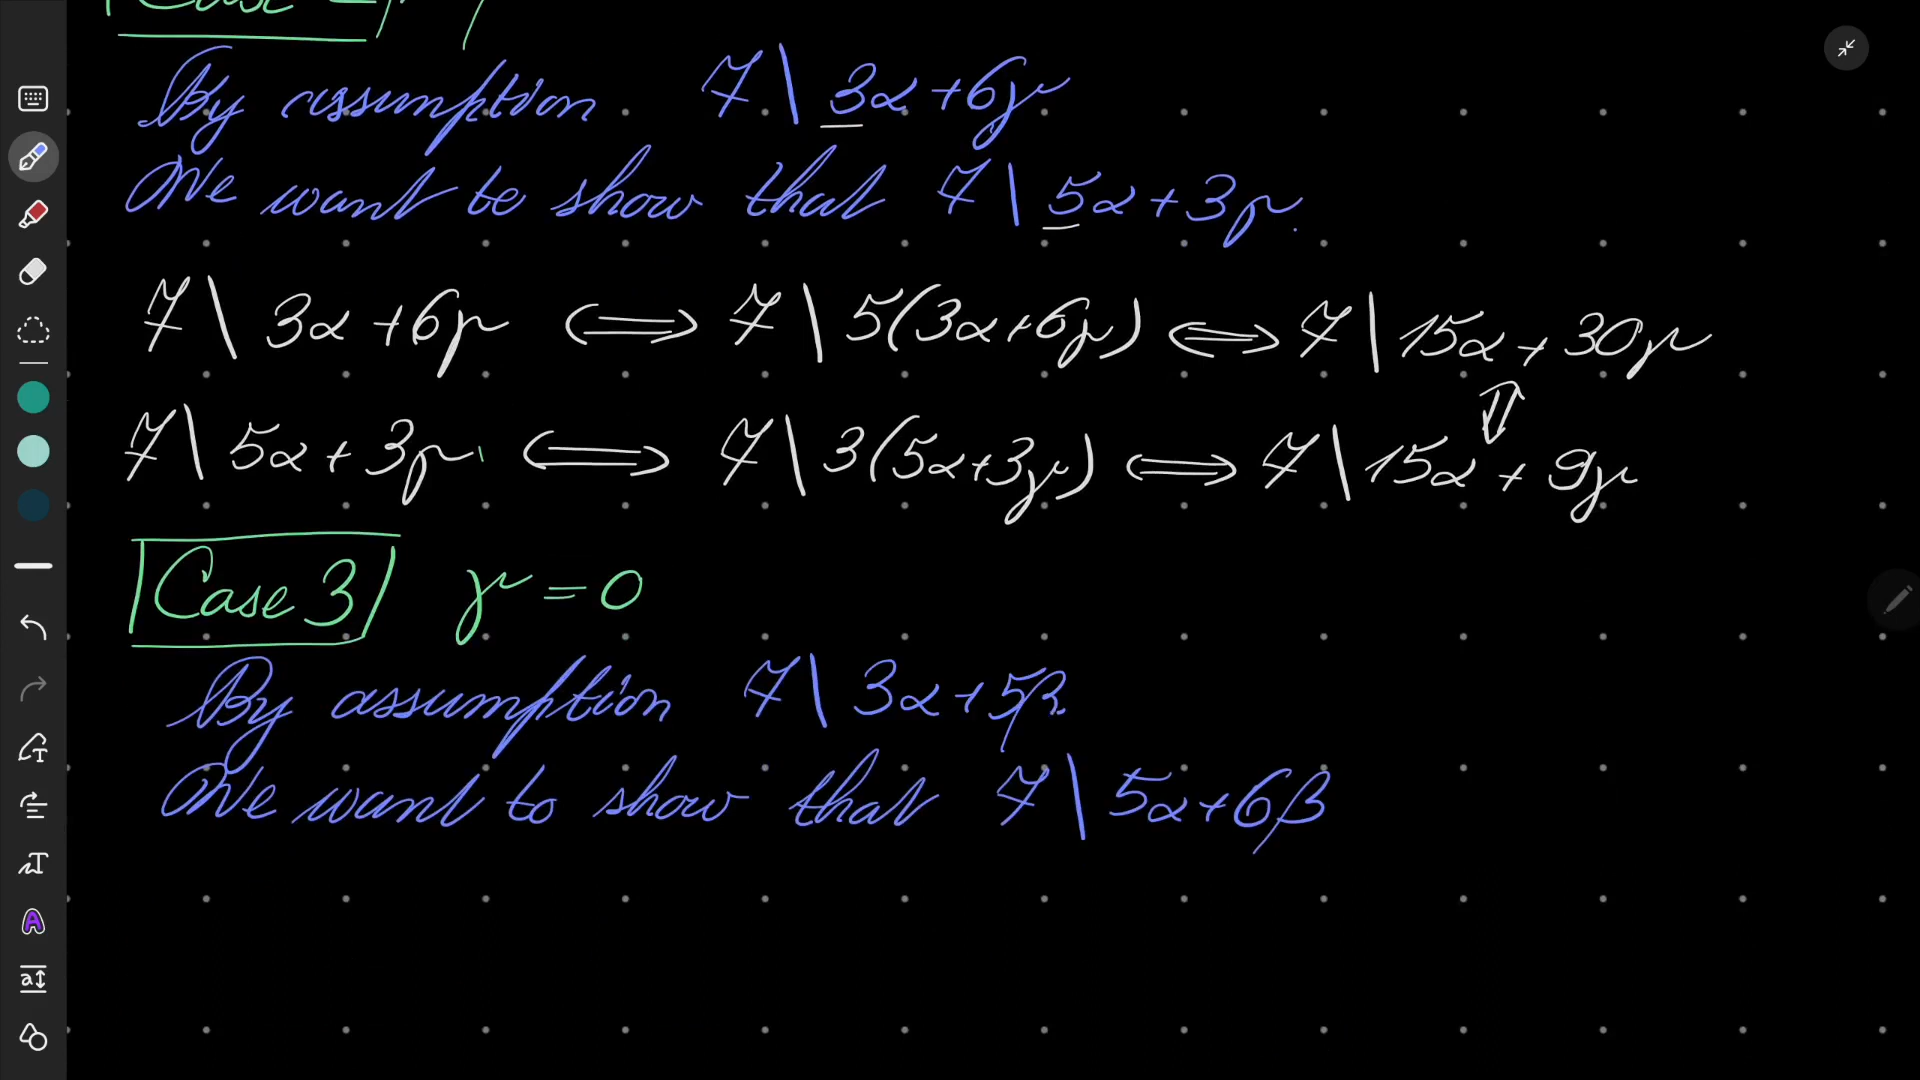 By assumption 7 \ 3α+6γ
We want to show that 7 \ 5α+3γ.
7 \ 3α+6γ ⟺ 7 \ 5(3α+6γ) ⟺ 7 \ 15α+30γ
⇕
7 \ 5α+3γ ⟺ 7 \ 3(5α+3γ) ⟺ 7 \ 15α+9γ
Case 3 γ=0
By assumption 7 \ 3α+5β
We want to show that 7 \ 5α+6β